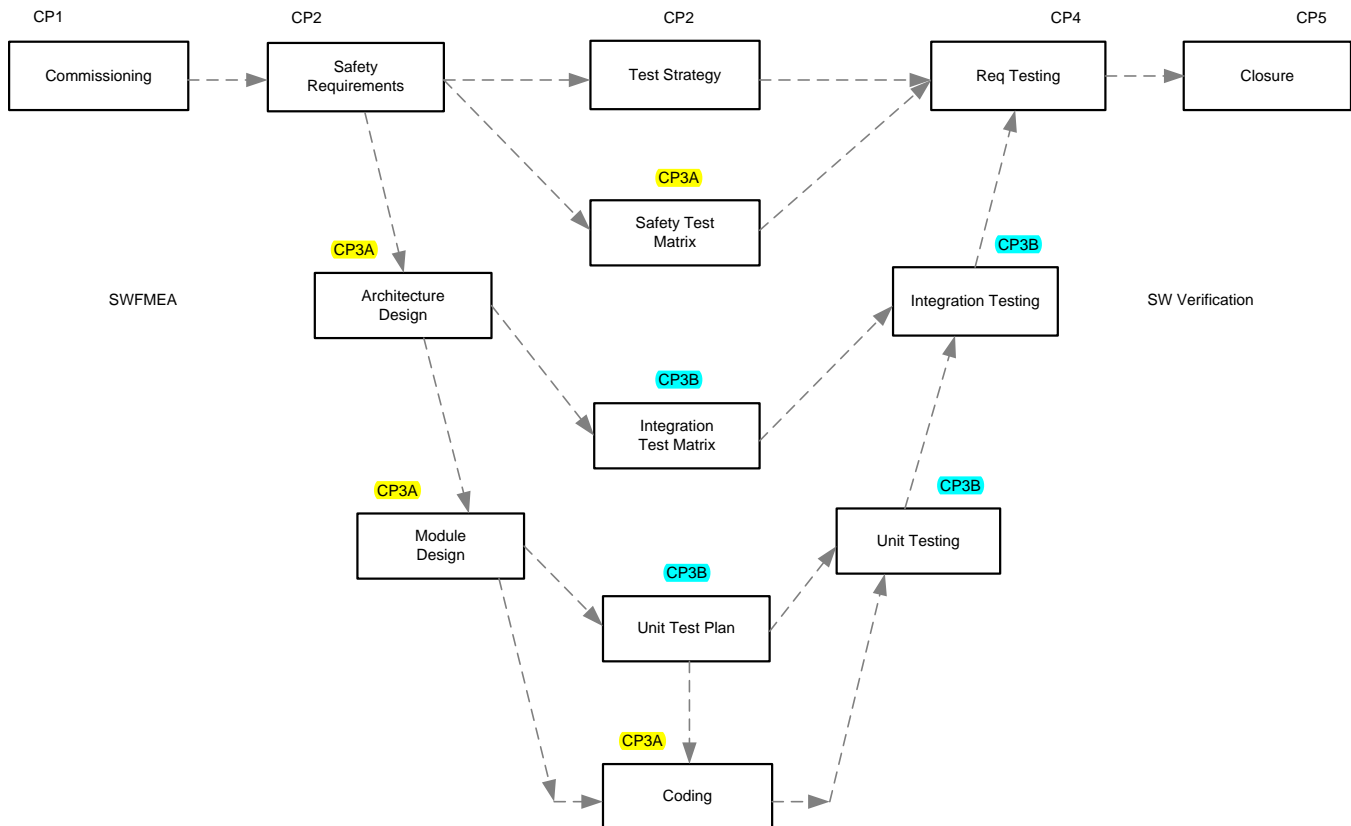 CP1
CP2
CP2
CP4
CP5
Commissioning
Safety
Requirements
Test Strategy
Req Testing
Closure
CP3A
Safety Test
Matrix
CP3A
CP3B
Architecture
Design
Integration Testing
SWFMEA
SW Verification
CP3B
Integration
Test Matrix
CP3A
CP3B
Module
Design
Unit Testing
CP3B
Unit Test Plan
CP3A
Coding